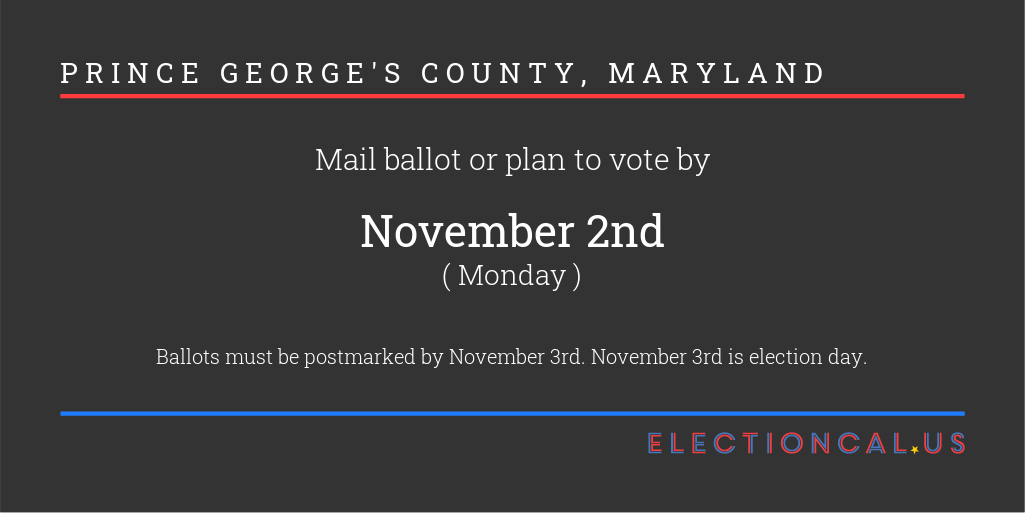 PRINCE GEORGE'S COUNTY, MARYLAND
Mail ballot or plan to vote by
November 2nd
( Monday )
Ballots must be postmarked by November 3rd. November 3rd is election day.
ELECTIONCAL.US